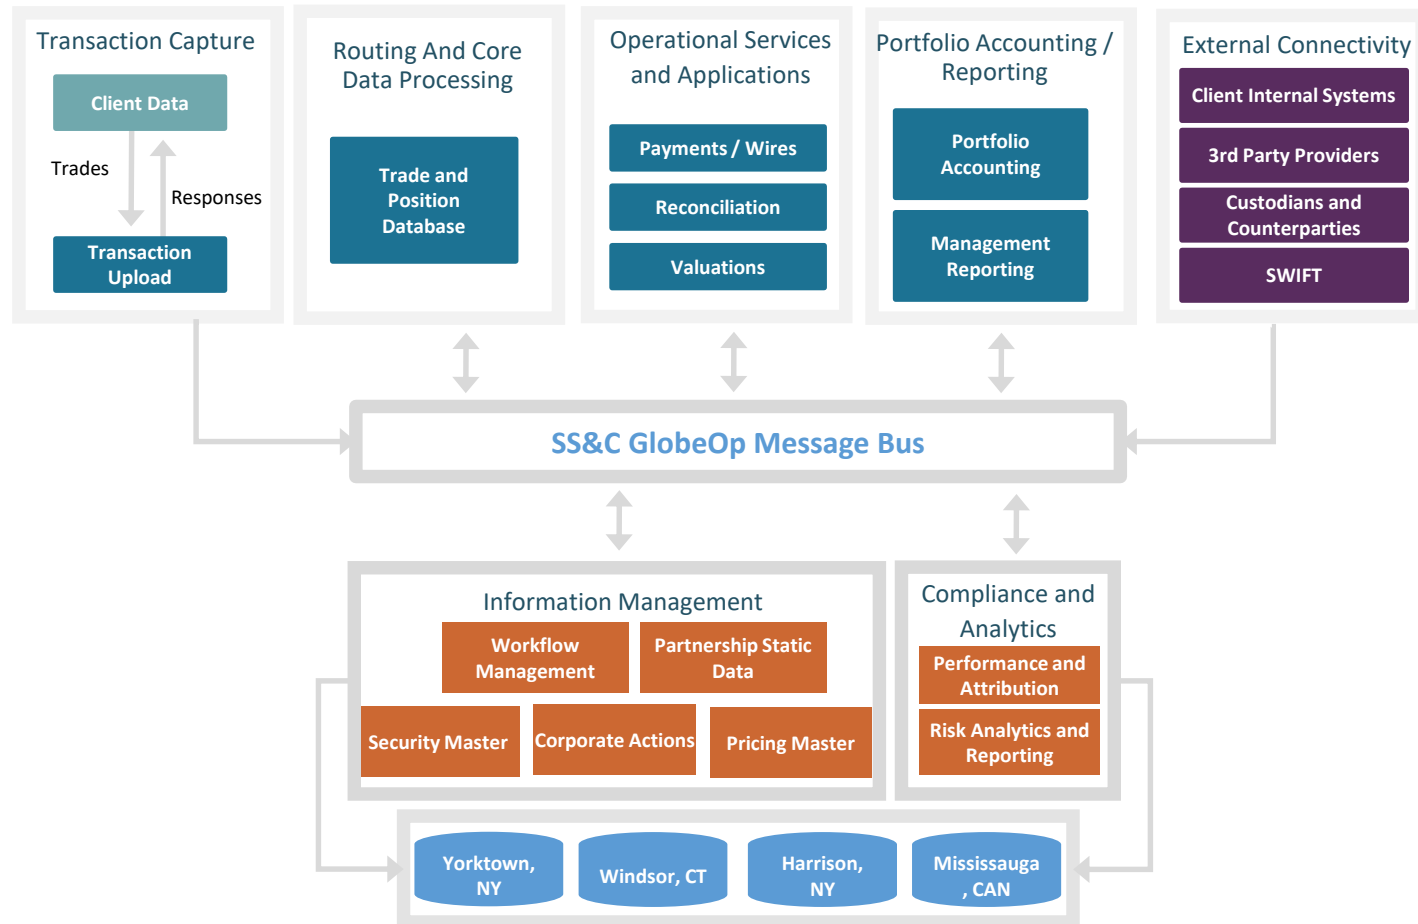 Transaction Capture
Client Data
Trades
Responses
Transaction
Upload
Routing And Core
Data Processing
Trade and
Position
Database
Operational Services
and Applications
Payments / Wires
Reconciliation
Valuations
Portfolio Accounting /
Reporting
Portfolio
Accounting
Management
Reporting
External Connectivity
Client Internal Systems
3rd Party Providers
Custodians and
Counterparties
SWIFT
SS&C GlobeOp Message Bus
Information Management
Workflow
Management
Partnership Static
Data
Security Master
Corporate Actions
Pricing Master
Compliance and
Analytics
Performance and
Attribution
Risk Analytics and
Reporting
Yorktown,
NY
Windsor, CT
Harrison,
NY
Mississauga
, CAN